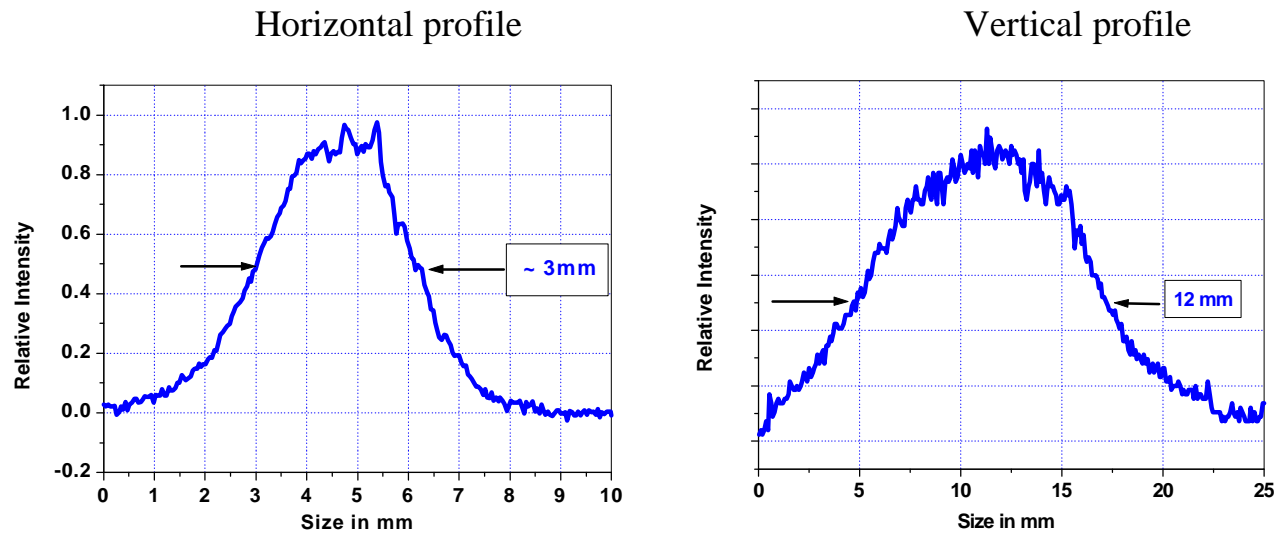 Horizontal profile
Vertical profile
1.0
0.8
0.6
0.4
0.2
0.0
-0.2
Relative Intensity
~ 3mm
0 1 2 3 4 5 6 7 8 9 10
Size in mm
Relative Intensity
12 mm
0 5 10 15 20 25
Size in mm